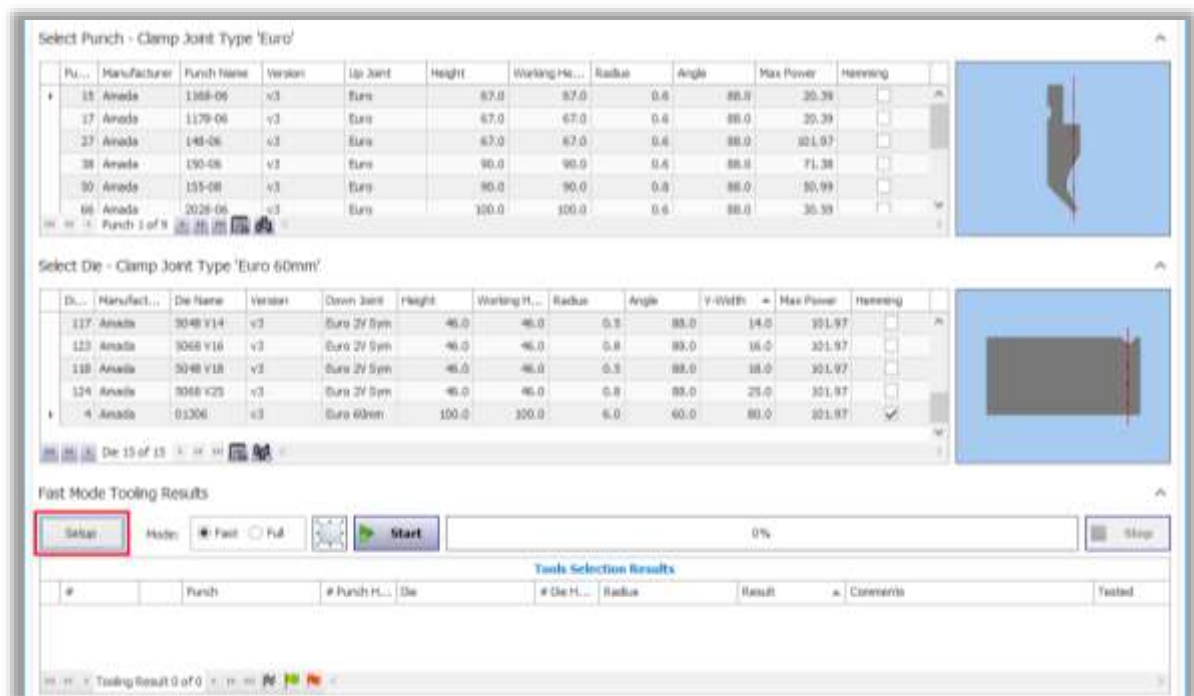 Select Punch - Clamp Joint Type 'Euro'
Pu... Manufacturer Punch Name Version Up Joint Height Working He... Radius Angle Max Power Hemming
15 Amada 1168-06 v3 Euro 67.0 67.0 0.6 88.0 20.39
17 Amada 1179-06 v3 Euro 67.0 67.0 0.6 88.0 20.39
27 Amada 148-06 v3 Euro 67.0 67.0 0.6 88.0 101.97
38 Amada 150-06 v3 Euro 90.0 90.0 0.6 88.0 71.38
50 Amada 155-08 v3 Euro 90.0 90.0 0.8 88.0 50.99
66 Amada 2026-06 v3 Euro 100.0 100.0 0.6 88.0 30.59
Punch 1 of 9
Select Die - Clamp Joint Type 'Euro 60mm'
Di... Manufact... Die Name Version Down Joint Height Working H... Radius Angle V-Width Max Power Hemming
117 Amada 5048 V14 v3 Euro 2V Sym 46.0 46.0 0.5 88.0 14.0 101.97
123 Amada 5068 V16 v3 Euro 2V Sym 46.0 46.0 0.8 88.0 16.0 101.97
118 Amada 5048 V18 v3 Euro 2V Sym 46.0 46.0 0.5 88.0 18.0 101.97
124 Amada 5068 V25 v3 Euro 2V Sym 46.0 46.0 0.8 88.0 25.0 101.97
4 Amada 01306 v3 Euro 60mm 100.0 100.0 6.0 60.0 80.0 101.97
Die 15 of 15
Fast Mode Tooling Results
Setup Mode: Fast Full Start 0% Stop
Tools Selection Results
# Punch # Punch H... Die # Die H... Radius Result Comments Tested
Tooling Result 0 of 0